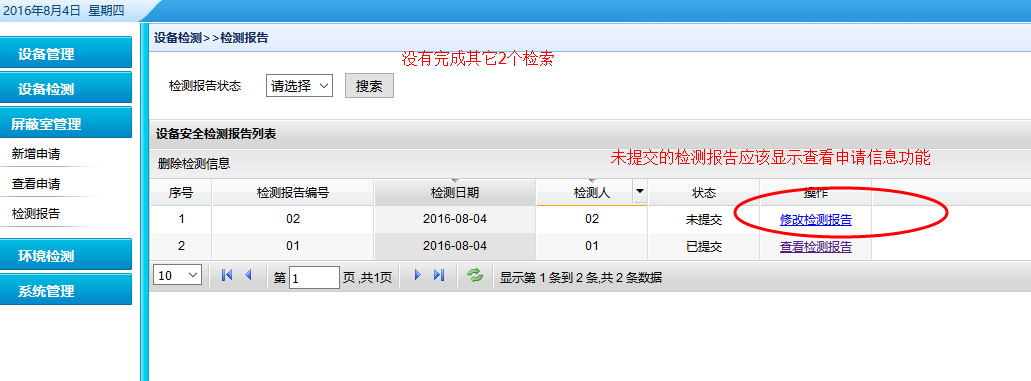 2016年8月4日 星期四
设备管理
设备检测
屏蔽室管理
新增申请
查看申请
检测报告
环境检测
系统管理
设备检测>>检测报告
没有完成其它2个检索
检测报告状态 请选择 搜索
设备安全检测报告列表
删除检测信息
未提交的检测报告应该显示查看申请信息功能
序号 检测报告编号 检测日期 检测人 状态 操作
1 02 2016-08-04 02 未提交 修改检测报告
2 01 2016-08-04 01 已提交 查看检测报告
10 第 1 页 ,共1页 显示第 1 条到 2 条,共 2 条数据